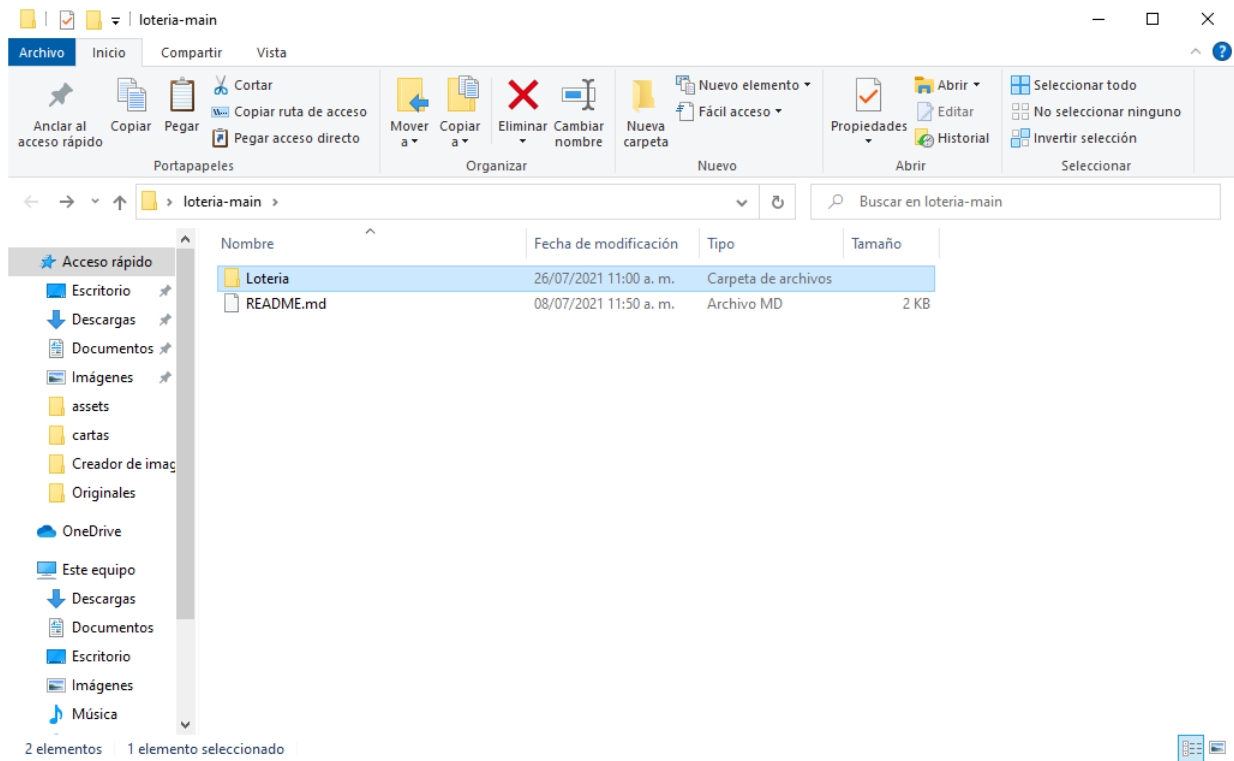 loteria-main
Archivo Inicio Compartir Vista
Anclar al acceso rápido
Copiar
Pegar
Cortar
Copiar ruta de acceso
Pegar acceso directo
Portapapeles
Mover a
Copiar a
Eliminar
Cambiar nombre
Organizar
Nueva carpeta
Nuevo elemento
Fácil acceso
Nuevo
Propiedades
Abrir
Editar
Historial
Abrir
Seleccionar todo
No seleccionar ninguno
Invertir selección
Seleccionar
loteria-main
Buscar en loteria-main
Acceso rápido
Escritorio
Descargas
Documentos
Imágenes
assets
cartas
Creador de imag
Originales
OneDrive
Este equipo
Descargas
Documentos
Escritorio
Imágenes
Música
Nombre Fecha de modificación Tipo Tamaño
Loteria 26/07/2021 11:00 a. m. Carpeta de archivos
README.md 08/07/2021 11:50 a. m. Archivo MD 2 KB
2 elementos 1 elemento seleccionado